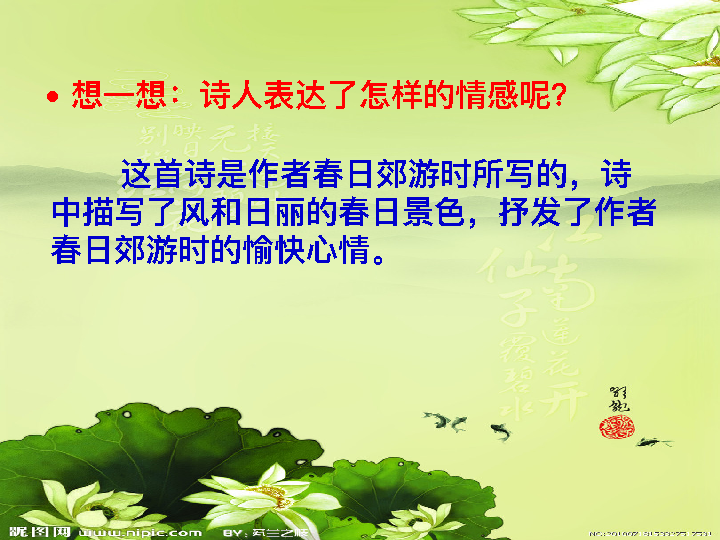 • 想一想：诗人表达了怎样的情感呢？
这首诗是作者春日郊游时所写的，诗
中描写了风和日丽的春日景色，抒发了作者
春日郊游时的愉快心情。
昵图网 www.nipic.com